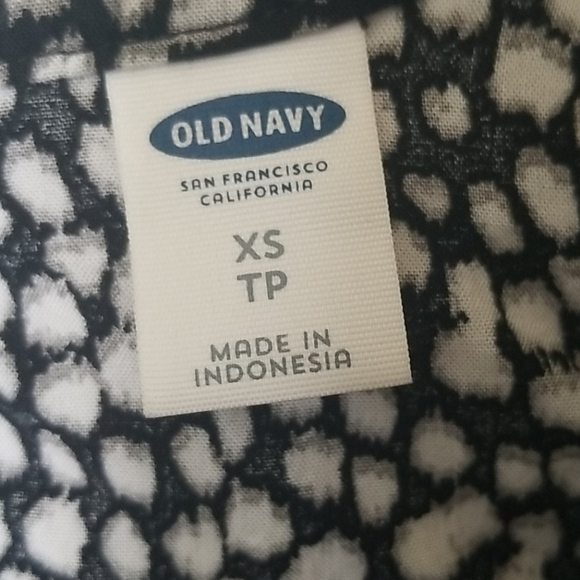 OLD NAVY
SAN FRANCISCO
CALIFORNIA
XS
TP
MADE IN
INDONESIA